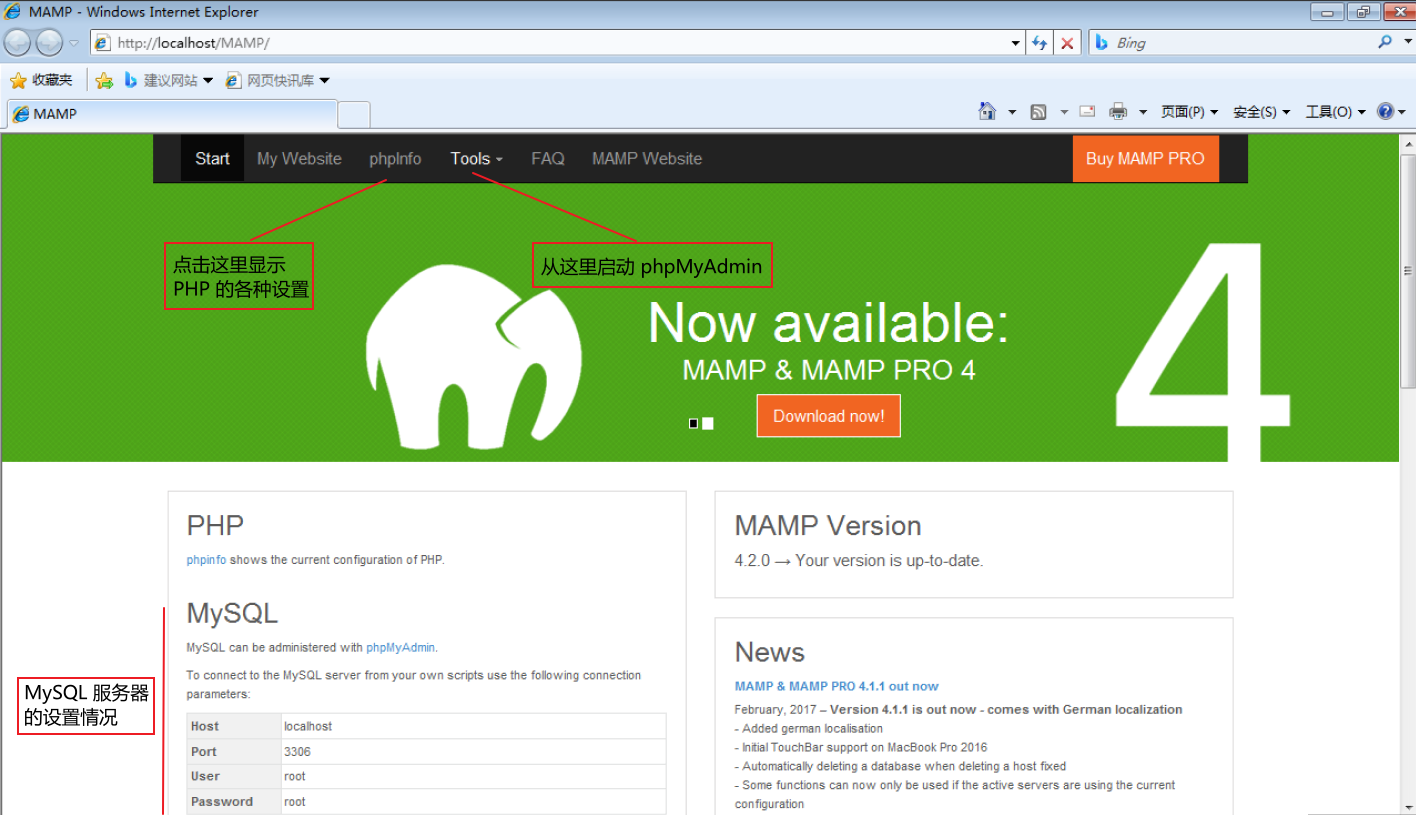 MAMP - Windows Internet Explorer
http://localhost/MAMP/
Bing
收藏夹
建议网站
网页快讯库
MAMP
页面(P)
安全(S)
工具(O)
Start
My Website
phpInfo
Tools
FAQ
MAMP Website
Buy MAMP PRO
点击这里显示
PHP 的各种设置
从这里启动 phpMyAdmin
Now available:
MAMP & MAMP PRO 4
Download now!
4
PHP
phpinfo shows the current configuration of PHP.
MySQL
MySQL can be administered with phpMyAdmin.
To connect to the MySQL server from your own scripts use the following connection
parameters:
MySQL 服务器
的设置情况
Host localhost
Port 3306
User root
Password root
MAMP Version
4.2.0 → Your version is up-to-date.
News
MAMP & MAMP PRO 4.1.1 out now
February, 2017 – Version 4.1.1 is out now - comes with German localization
- Added german localisation
- Initial TouchBar support on MacBook Pro 2016
- Automatically deleting a database when deleting a host fixed
- Some functions can now only be used if the active servers are using the current
configuration